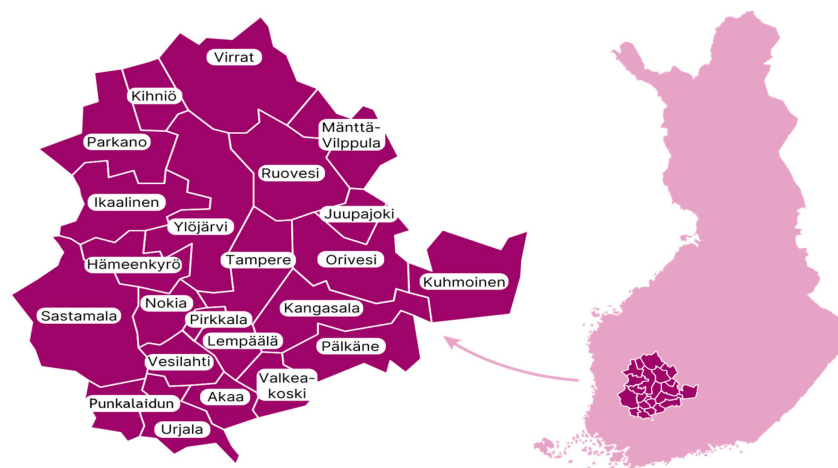 Virrat
Kihniö
Mänttä-
Vilppula
Parkano
Ruovesi
Ikaalinen
Juupajoki
Ylöjärvi
Hämeenkyrö
Tampere
Orivesi
Kuhmoinen
Nokia
Kangasala
Sastamala
Pirkkala
Lempäälä
Pälkäne
Vesilahti
Valkea-
koski
Akaa
Punkalaidun
Urjala